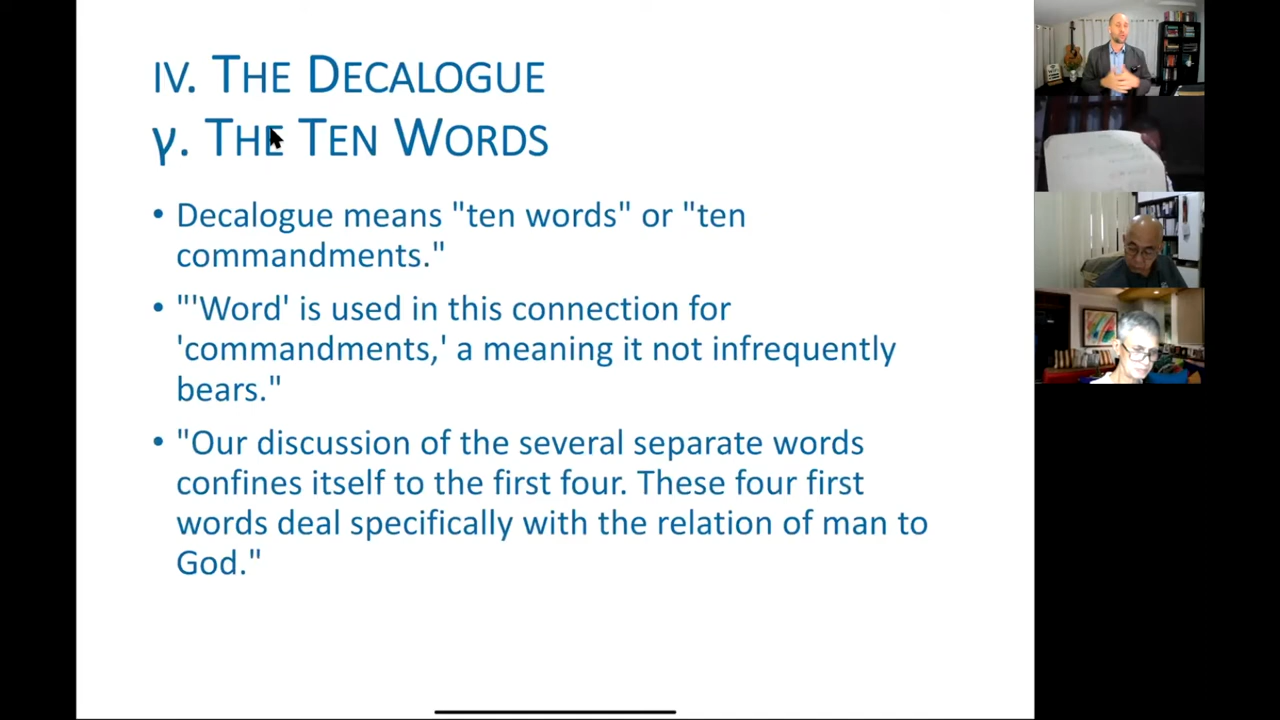 IV. THE DECALOGUE
γ. THE TEN WORDS
• Decalogue means "ten words" or "ten
commandments."
• "'Word' is used in this connection for
'commandments,' a meaning it not infrequently
bears."
• "Our discussion of the several separate words
confines itself to the first four. These four first
words deal specifically with the relation of man to
God."